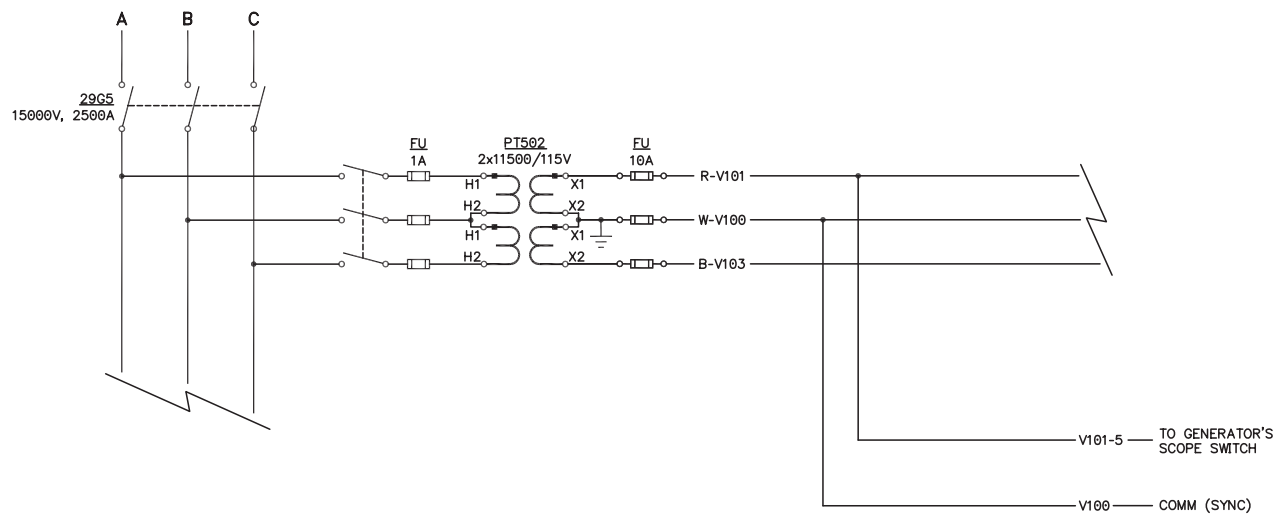 A B C
29G5
15000V, 2500A
FU
1A
PT502
2x11500/115V
FU
10A
H1 X1
H2 X2
H1 X1
H2 X2
R-V101
W-V100
B-V103
V101-5 TO GENERATOR'S
SCOPE SWITCH
V100 COMM (SYNC)